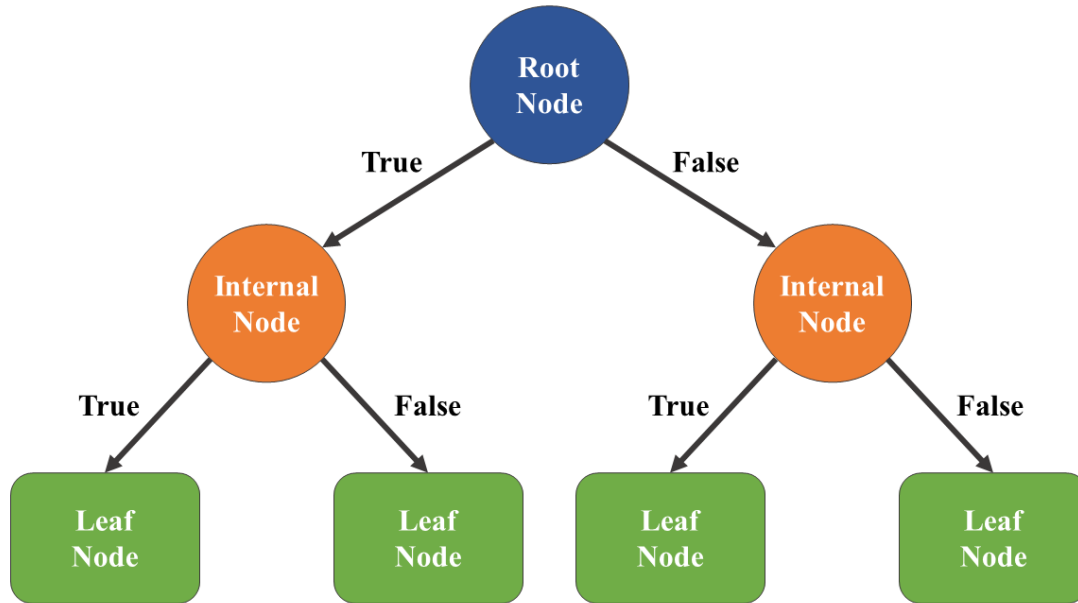 Root
Node
True
False
Internal
Node
Internal
Node
True
False
True
False
Leaf
Node
Leaf
Node
Leaf
Node
Leaf
Node